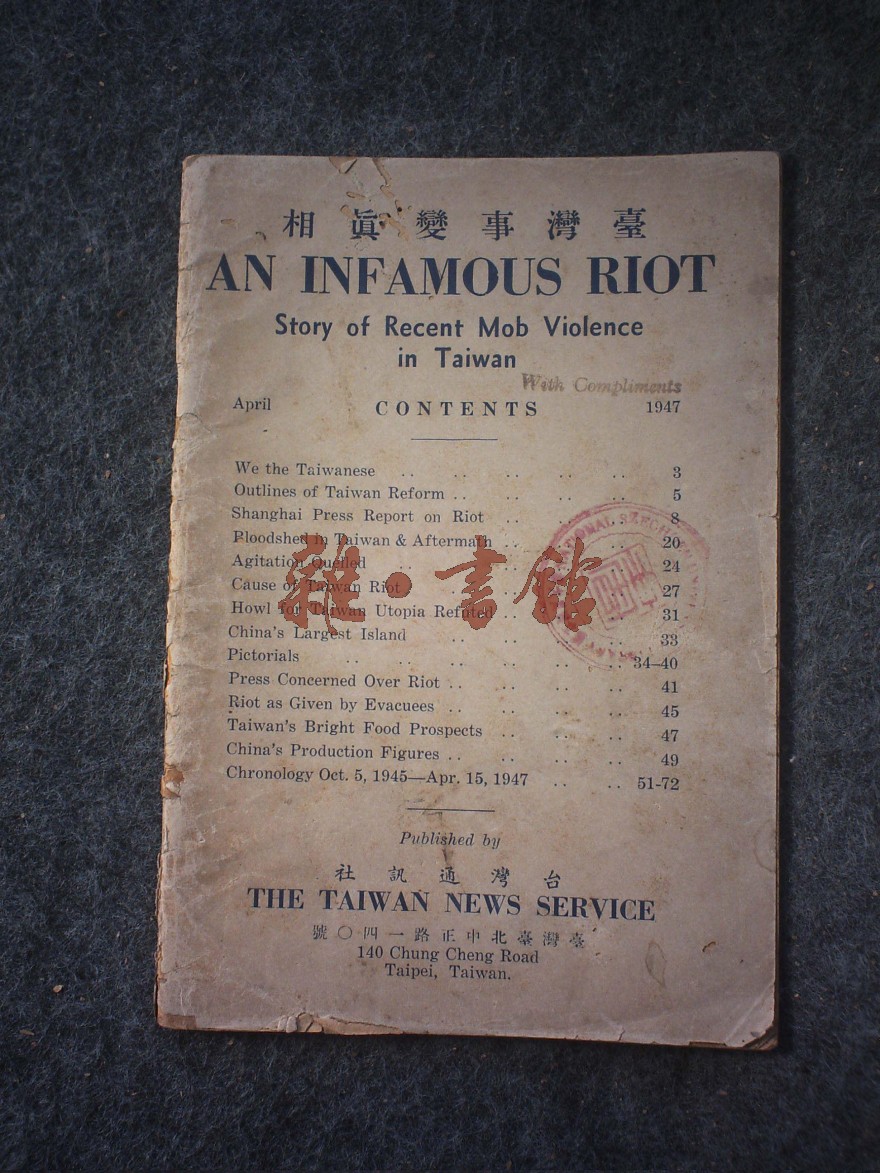 臺灣事變眞相
AN INFAMOUS RIOT
Story of Recent Mob Violence
in Taiwan
With Compliments
April CONTENTS 1947
We the Taiwanese .. .. .. .. .. 3
Outlines of Taiwan Reform .. .. .. .. 5
Shanghai Press Report on Riot .. .. .. 8
Bloodshed in Taiwan & Aftermath .. .. 20
Agitation Quelled .. .. .. .. 24
Cause of Taiwan Riot .. .. .. .. 27
Howl for Taiwan Utopia Refuted .. .. .. 31
China's Largest Island .. .. .. .. 33
Pictorials .. .. .. .. .. .. 34–40
Press Concerned Over Riot .. .. .. .. 41
Riot as Given by Evacuees .. .. .. .. 45
Taiwan's Bright Food Prospects .. .. .. 47
China's Production Figures .. .. .. .. 49
Chronology Oct. 5, 1945—Apr. 15, 1947 .. .. 51-72
雜·書館
Published by
台灣通訊社
THE TAIWAN NEWS SERVICE
臺灣臺北中正路一四〇號
140 Chung Cheng Road
Taipei, Taiwan.